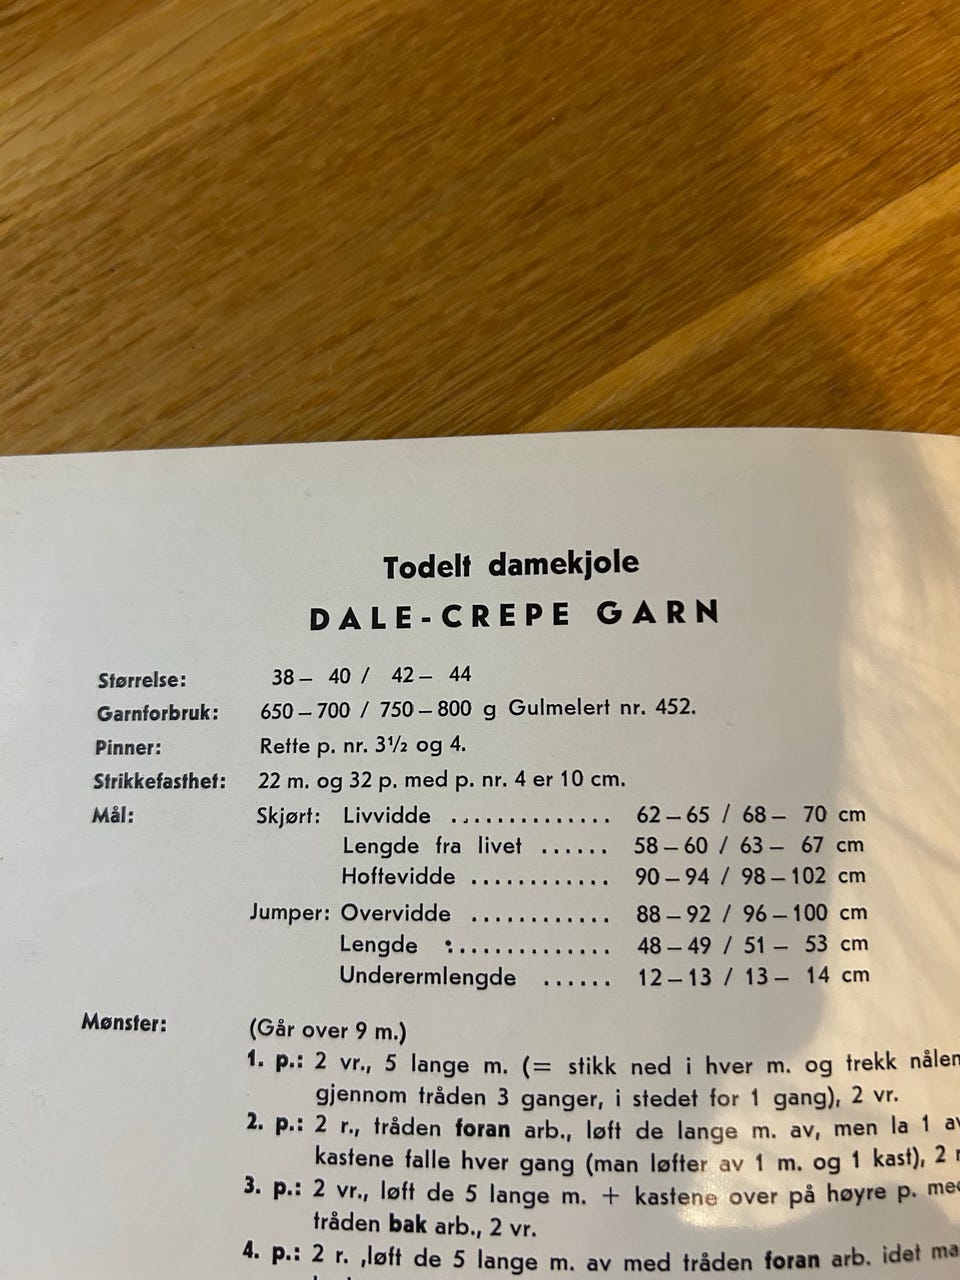 Todelt damekjole
DALE-CREPE GARN
Størrelse: 38 – 40 / 42 – 44
Garnforbruk: 650 – 700 / 750 – 800 g Gulmelert nr. 452.
Pinner: Rette p. nr. 3½ og 4.
Strikkefasthet: 22 m. og 32 p. med p. nr. 4 er 10 cm.
Mål: Skjørt: Livvidde .............. 62 – 65 / 68 – 70 cm
Lengde fra livet ...... 58 – 60 / 63 – 67 cm
Hoftevidde ............ 90 – 94 / 98 – 102 cm
Jumper: Overvidde ............ 88 – 92 / 96 – 100 cm
Lengde :............. 48 – 49 / 51 – 53 cm
Underermlengde ...... 12 – 13 / 13 – 14 cm
Mønster: (Går over 9 m.)
1. p.: 2 vr., 5 lange m. (= stikk ned i hver m. og trekk nålen
gjennom tråden 3 ganger, i stedet for 1 gang), 2 vr.
2. p.: 2 r., tråden foran arb., løft de lange m. av, men la 1 av
kastene falle hver gang (man løfter av 1 m. og 1 kast), 2
3. p.: 2 vr., løft de 5 lange m. + kastene over på høyre p. med
tråden bak arb., 2 vr.
4. p.: 2 r. ,løft de 5 lange m. av med tråden foran arb. idet